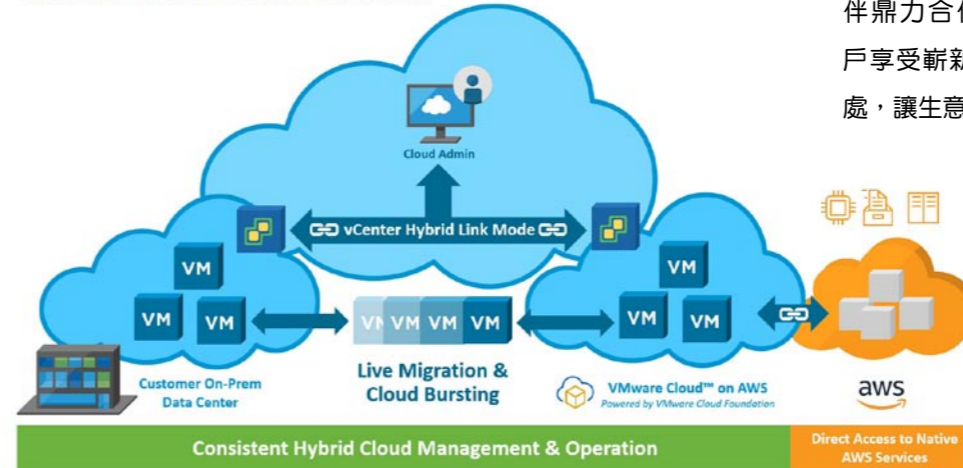 伴鼎力合
戶享受嶄
處，讓生意
Cloud Admin
vCenter Hybrid Link Mode
VM
VM
VM VM
VM VM
VM VM VM
Live Migration &
Cloud Bursting
Customer On-Prem
Data Center
VMware Cloud™ on AWS
Powered by VMware Cloud Foundation
aws
Consistent Hybrid Cloud Management & Operation
Direct Access to Native
AWS Services